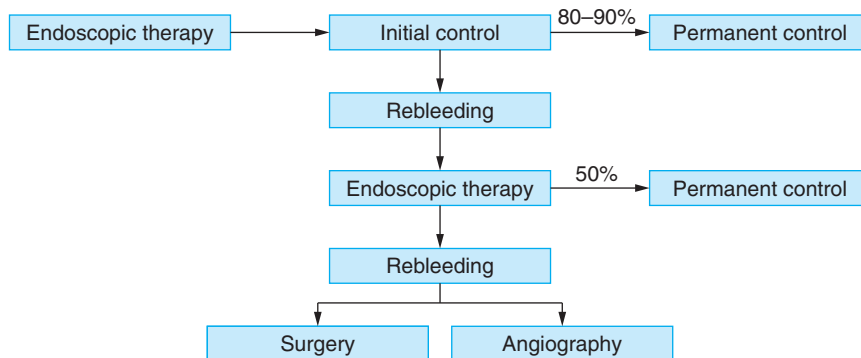 80–90%
Endoscopic therapy
Initial control
Permanent control
Rebleeding
50%
Endoscopic therapy
Permanent control
Rebleeding
Surgery
Angiography